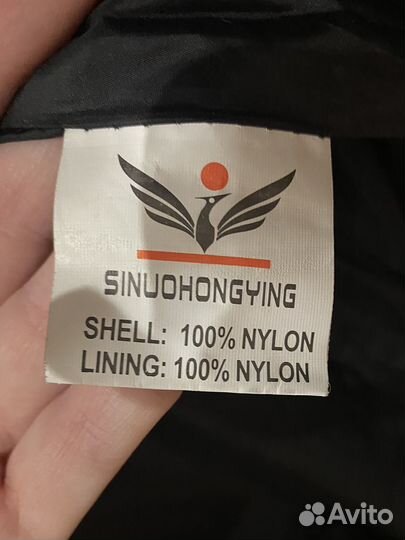 SINUOHONGYING
SHELL: 100% NYLON
LINING: 100% NYLON
Avito